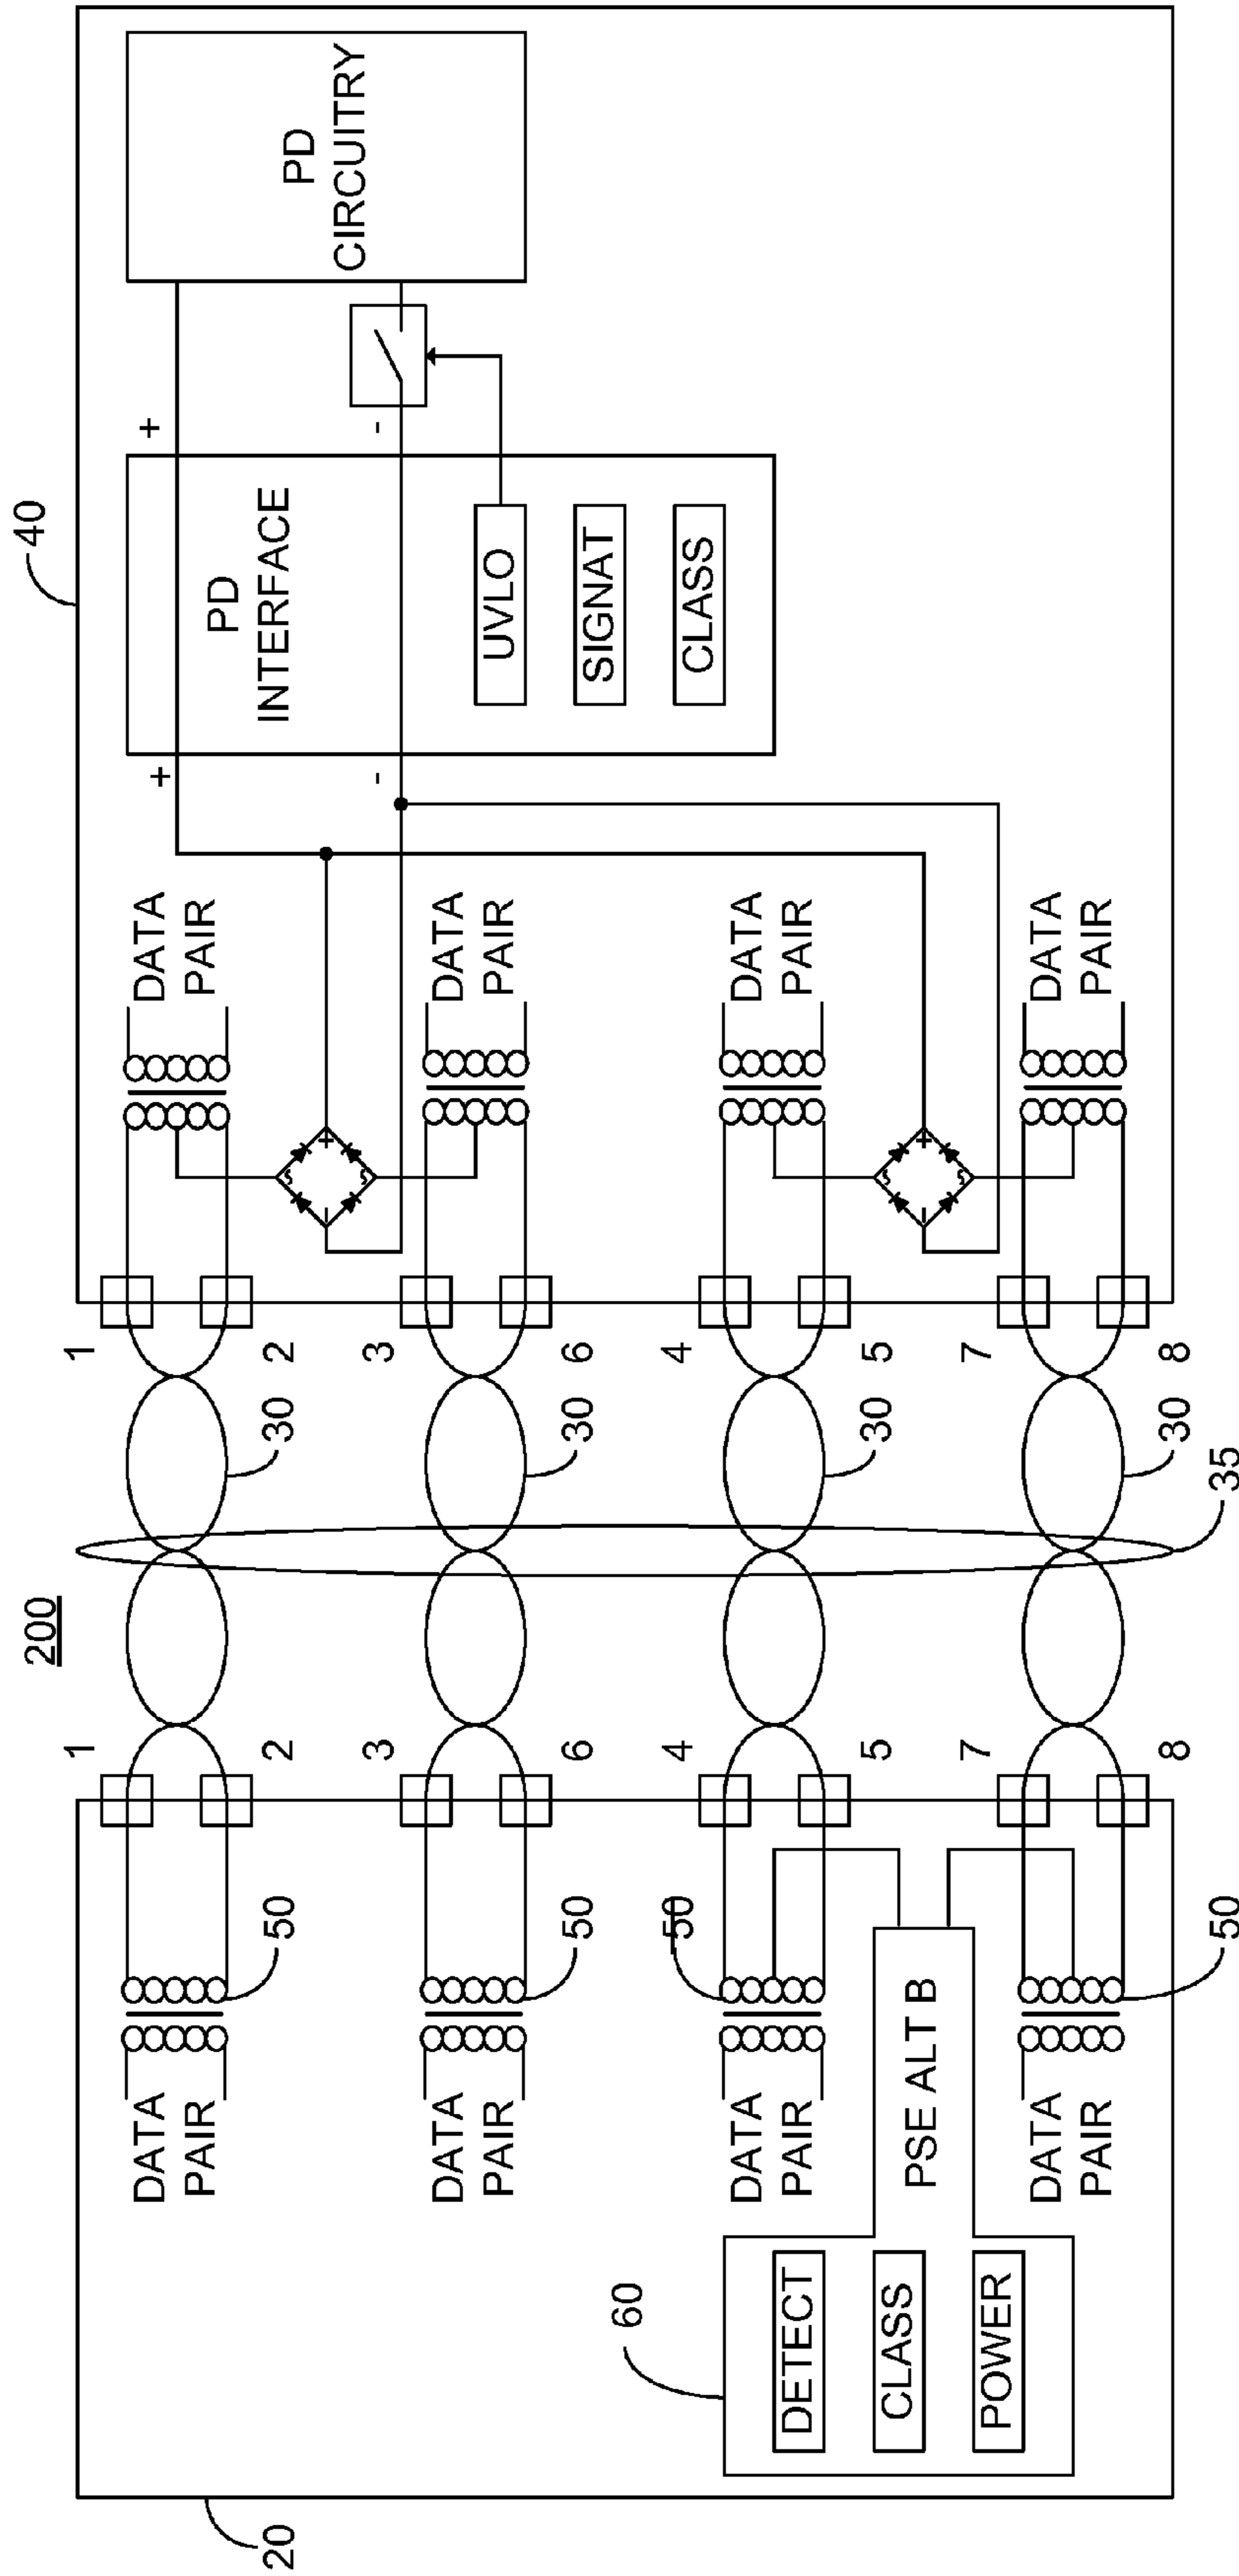 200
20
60
DETECT
CLASS
POWER
PSE ALT B
DATA
PAIR
50
DATA
PAIR
50
DATA
PAIR
50
DATA
PAIR
50
1
2
3
6
4
5
7
8
30
30
30
30
35
1
2
3
6
4
5
7
8
40
DATA
PAIR
DATA
PAIR
DATA
PAIR
DATA
PAIR
+
-
+
-
+
-
PD
INTERFACE
UVLO
SIGNAT
CLASS
+
-
PD
CIRCUITRY